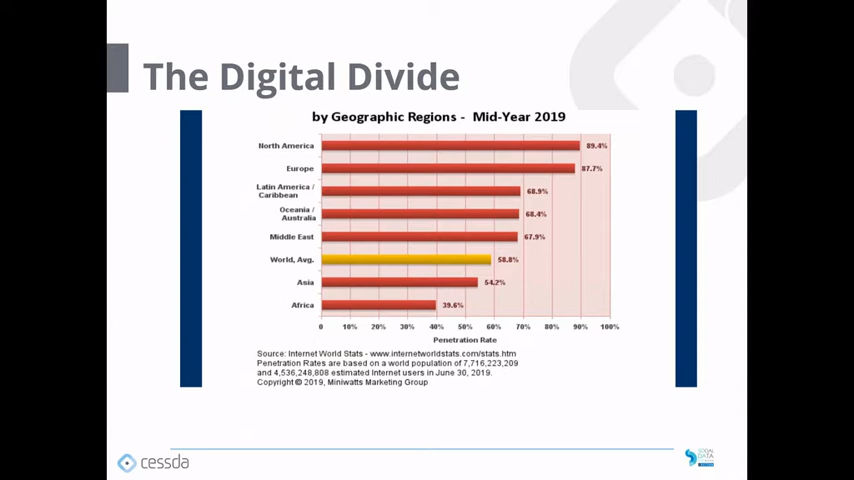 The Digital Divide
by Geographic Regions - Mid-Year 2019
North America 89.4%
Europe 87.7%
Latin America /
Caribbean 68.9%
Oceania /
Australia 68.4%
Middle East 67.9%
World, Avg. 58.8%
Asia 54.2%
Africa 39.6%
0 10% 20% 30% 40% 50% 60% 70% 80% 90% 100%
Penetration Rate
Source: Internet World Stats - www.internetworldstats.com/stats.htm
Penetration Rates are based on a world population of 7,716,223,209
and 4,536,248,808 estimated Internet users in June 30, 2019.
Copyright © 2019, Miniwatts Marketing Group
cessda
SOCIAL
DATA